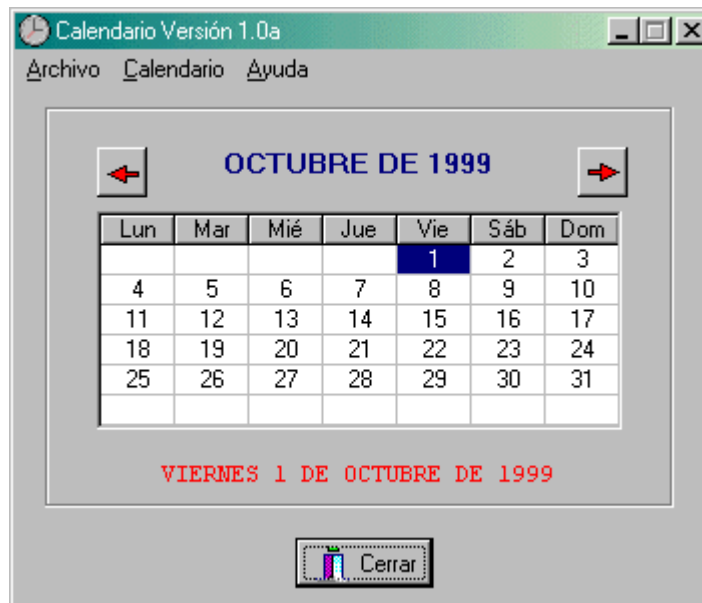 Calendario Versión 1.0a
Archivo Calendario Ayuda
OCTUBRE DE 1999
Lun Mar Mié Jue Vie Sáb Dom
1 2 3
4 5 6 7 8 9 10
11 12 13 14 15 16 17
18 19 20 21 22 23 24
25 26 27 28 29 30 31
VIERNES 1 DE OCTUBRE DE 1999
Cerrar